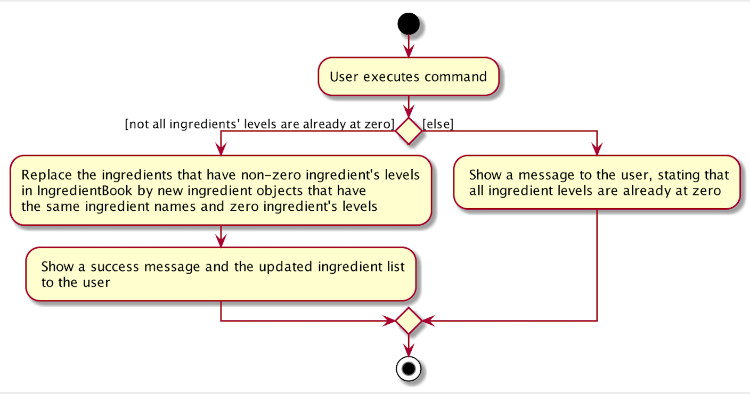 User executes command
[not all ingredients' levels are already at zero]
[else]
Replace the ingredients that have non-zero ingredient's levels
in IngredientBook by new ingredient objects that have
the same ingredient names and zero ingredient's levels
Show a message to the user, stating that
all ingredient levels are already at zero
Show a success message and the updated ingredient list
to the user